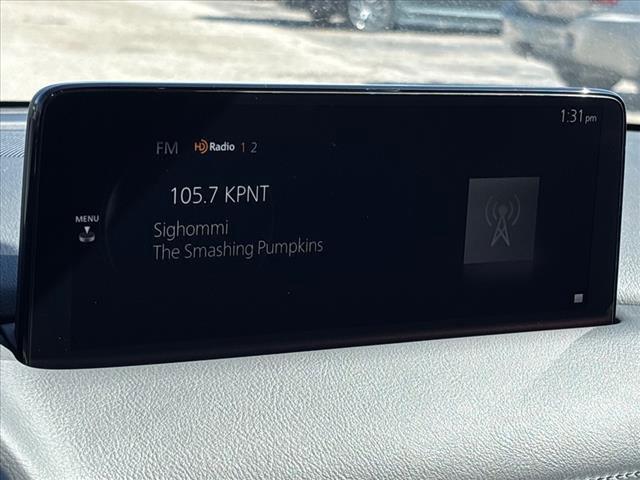 1:31 pm
FM HD Radio 1 2
105.7 KPNT
MENU
Sighommi
The Smashing Pumpkins